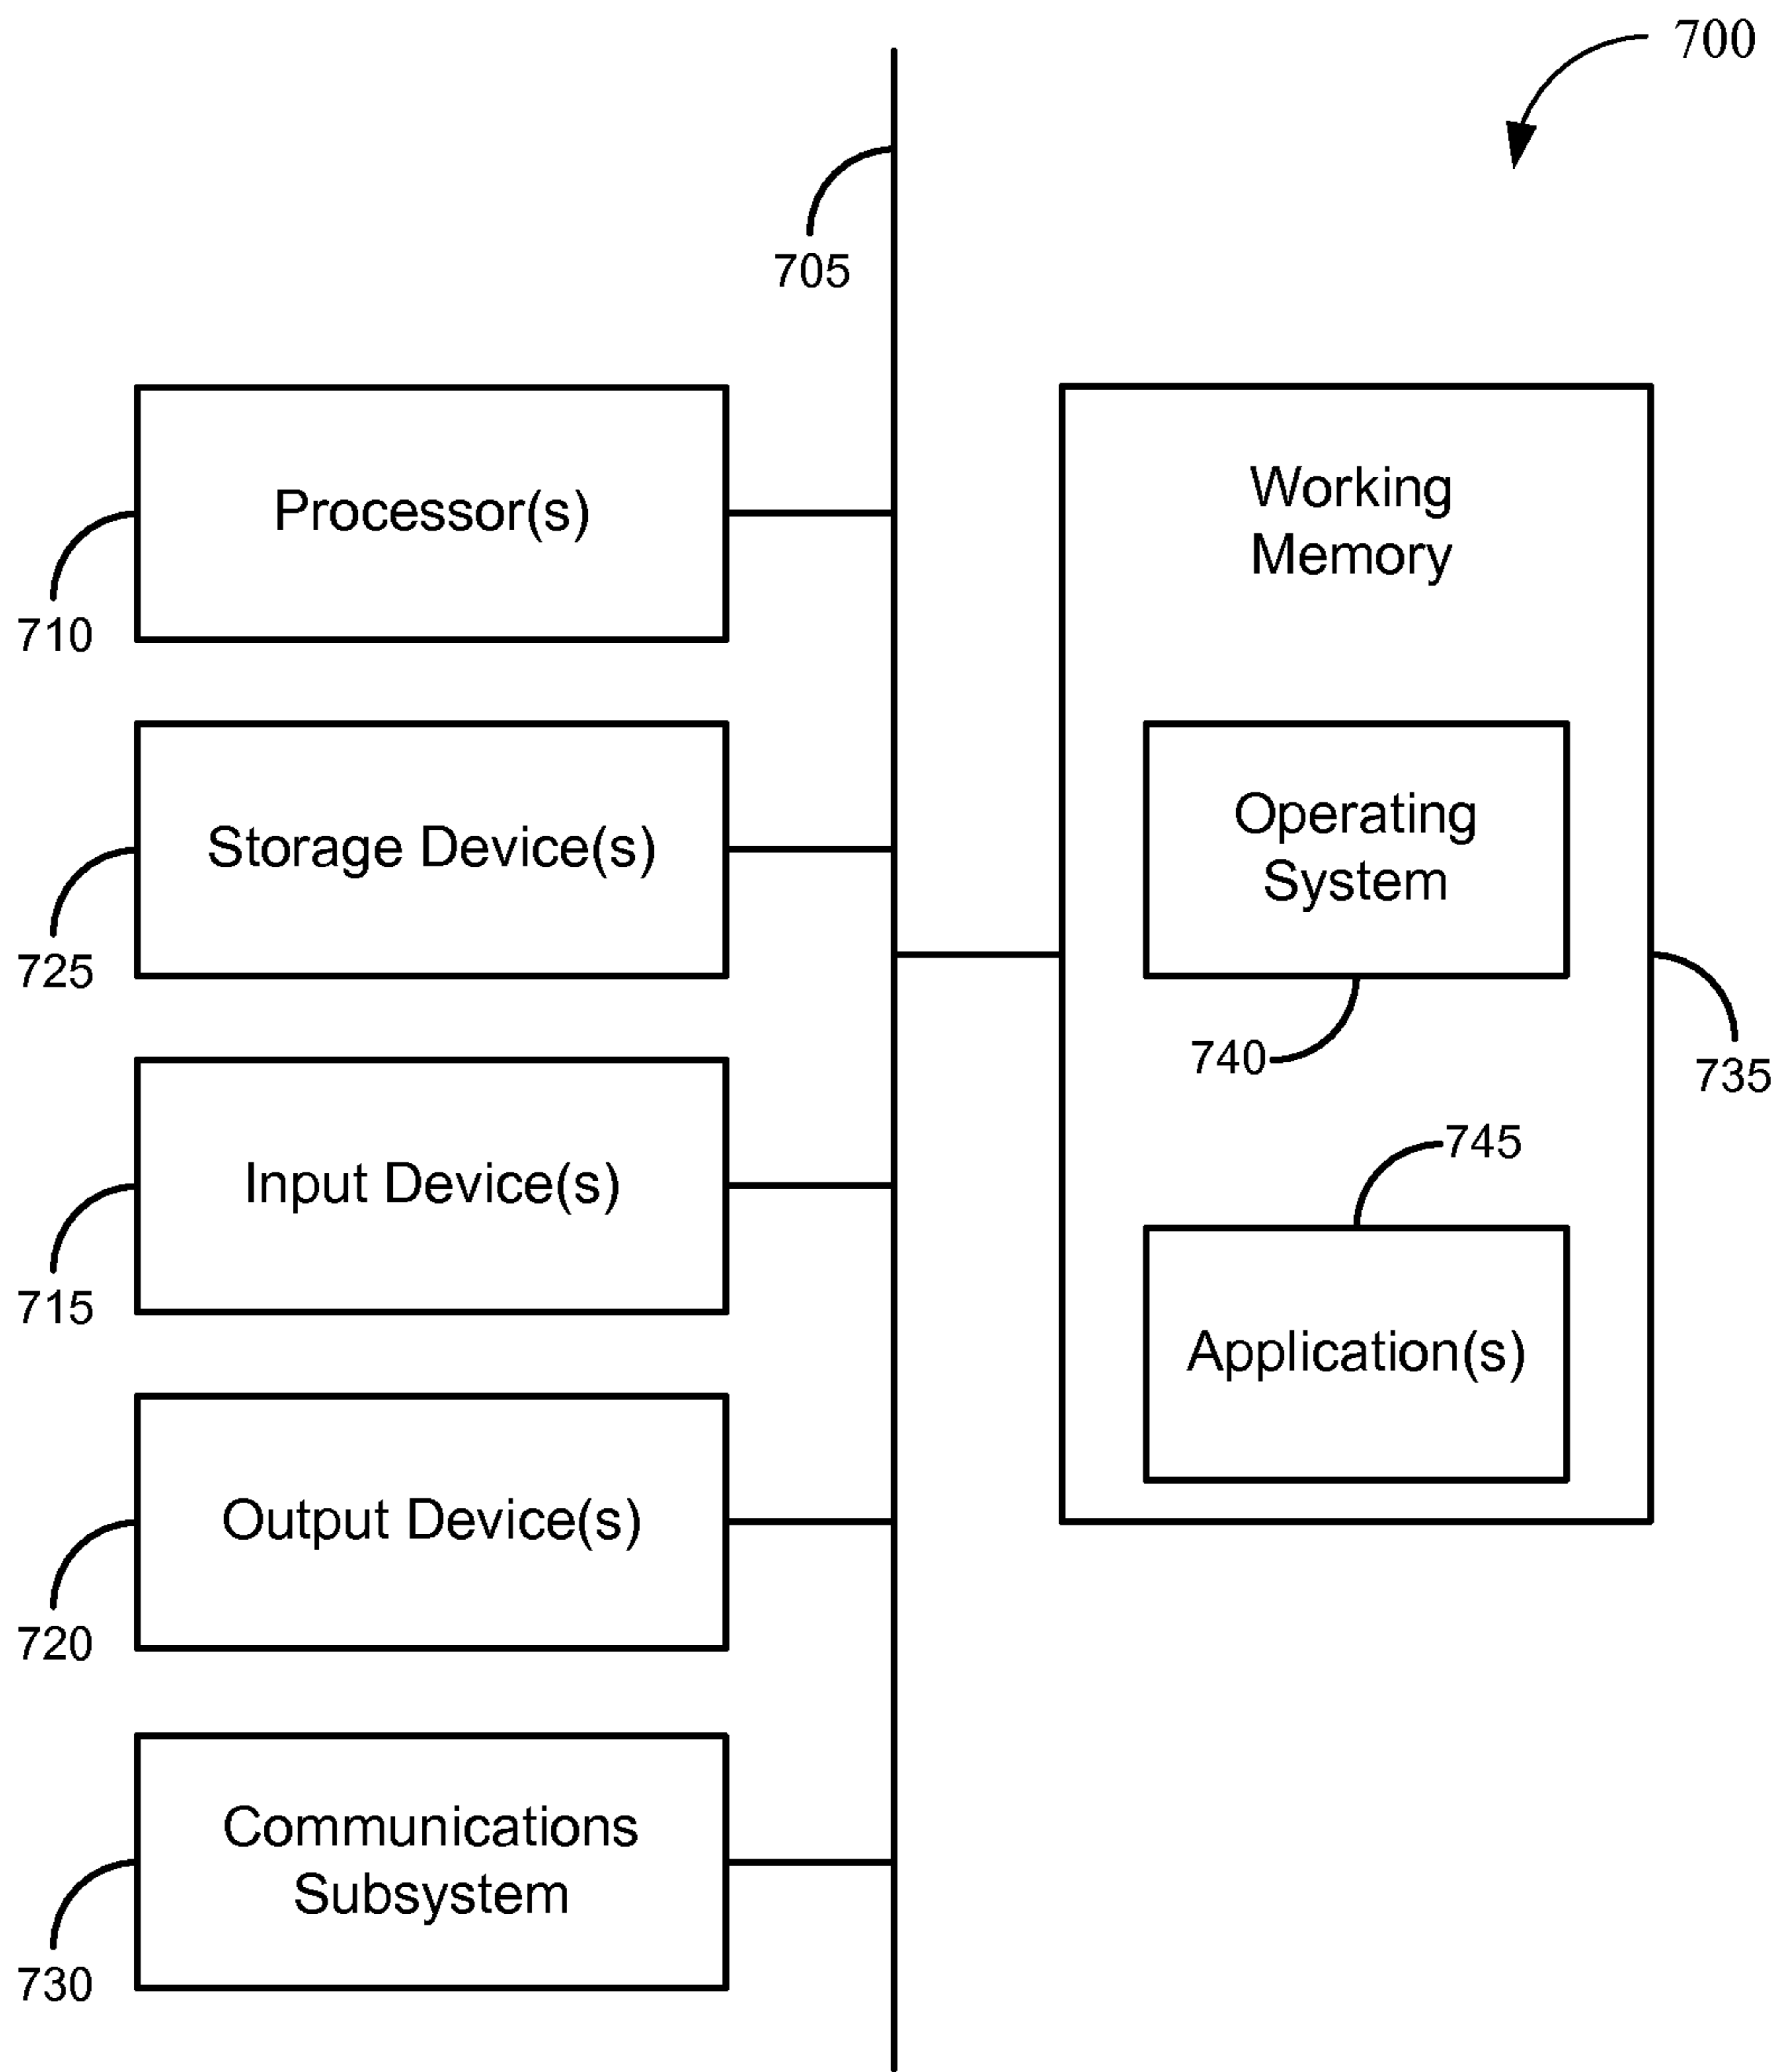 700
705
Processor(s)
710
Storage Device(s)
725
Input Device(s)
715
Output Device(s)
720
Communications
Subsystem
730
Working
Memory
Operating
System
740
735
745
Application(s)